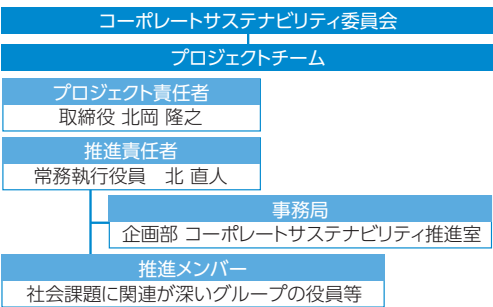 コーポレートサステナビリティ委員会
プロジェクトチーム
プロジェクト責任者
取締役 北岡 隆之
推進責任者
常務執行役員　北 直人
事務局
企画部 コーポレートサステナビリティ推進室
推進メンバー
社会課題に関連が深いグループの役員等